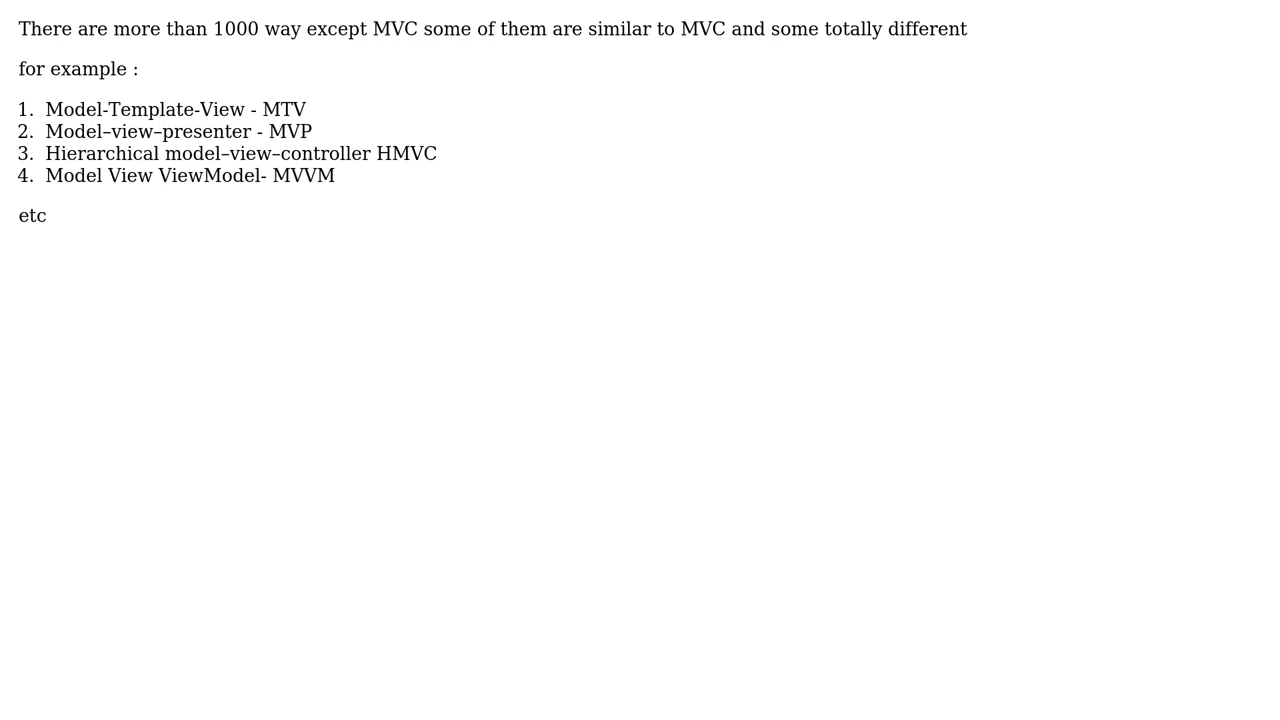 There are more than 1000 way except MVC some of them are similar to MVC and some totally different
for example :
1. Model-Template-View - MTV
2. Model–view–presenter - MVP
3. Hierarchical model–view–controller HMVC
4. Model View ViewModel- MVVM
etc